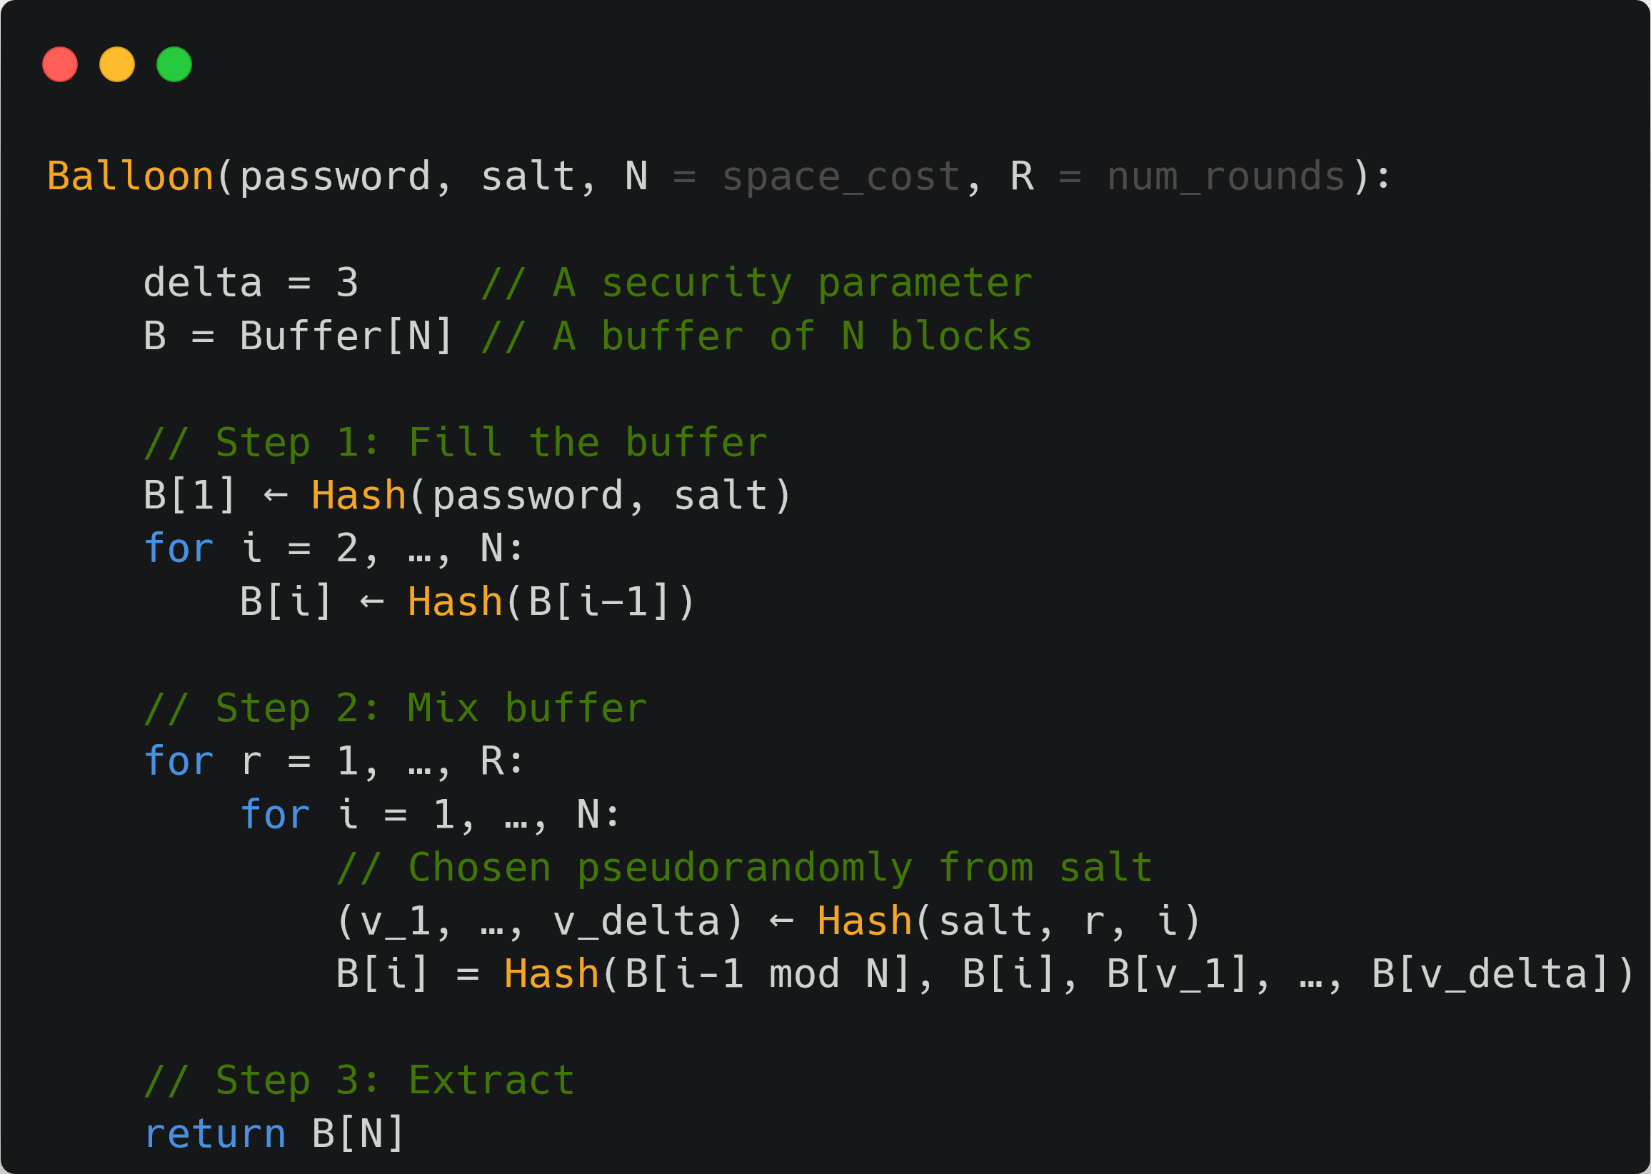 Balloon(password, salt, N = space_cost, R = num_rounds):
delta = 3     // A security parameter
B = Buffer[N] // A buffer of N blocks
// Step 1: Fill the buffer
B[1] ← Hash(password, salt)
for i = 2, …, N:
B[i] ← Hash(B[i-1])
// Step 2: Mix buffer
for r = 1, …, R:
for i = 1, …, N:
// Chosen pseudorandomly from salt
(v_1, …, v_delta) ← Hash(salt, r, i)
B[i] = Hash(B[i-1 mod N], B[i], B[v_1], …, B[v_delta])
// Step 3: Extract
return B[N]